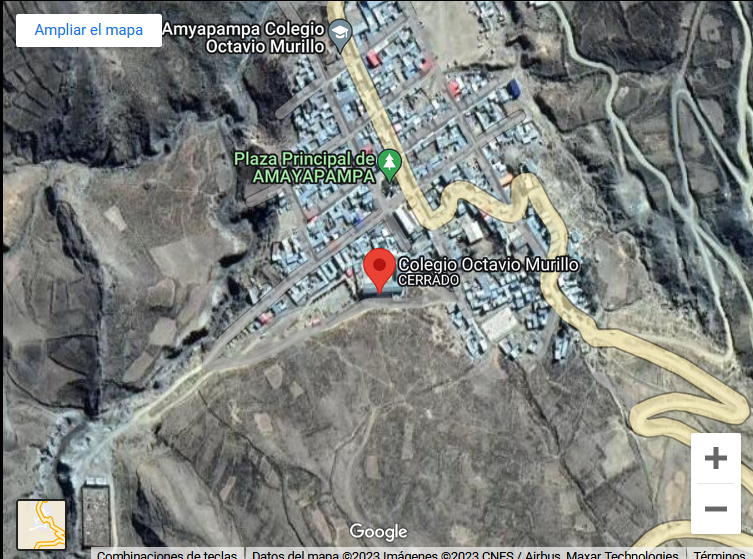 Ampliar el mapa
Amyapampa Colegio
Octavio Murillo
Plaza Principal de
AMAYAPAMPA
Colegio Octavio Murillo
CERRADO
Google
Combinaciones de teclas
Datos del mapa ©2023 Imágenes ©2023 CNES / Airbus, Maxar Technologies
Términos